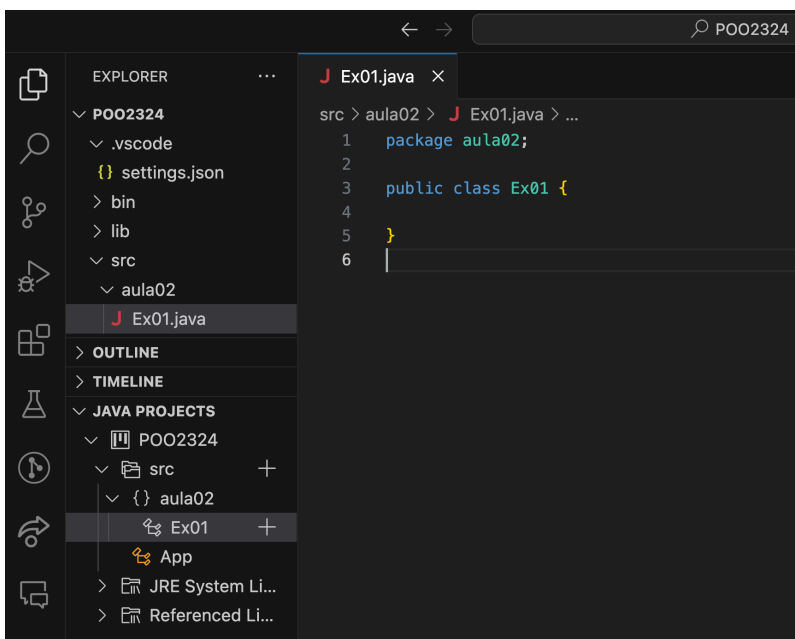 POO2324
EXPLORER
POO2324
.vscode
{} settings.json
bin
lib
src
aula02
J Ex01.java
OUTLINE
TIMELINE
JAVA PROJECTS
POO2324
src
{} aula02
Ex01
App
JRE System Li...
Referenced Li...
J Ex01.java
src > aula02 > J Ex01.java > ...
1 package aula02;
2
3 public class Ex01 {
4
5 }
6